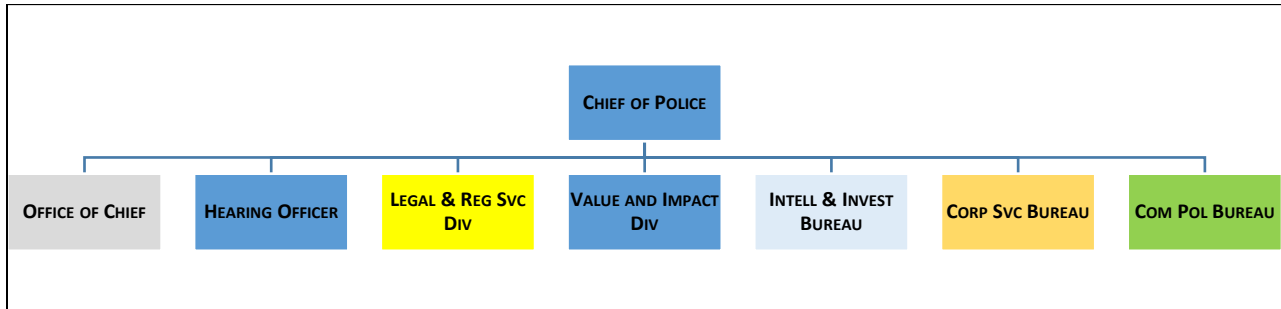 CHIEF OF POLICE
OFFICE OF CHIEF
HEARING OFFICER
LEGAL & REG SVC
DIV
VALUE AND IMPACT
DIV
INTELL & INVEST
BUREAU
CORP SVC BUREAU
COM POL BUREAU